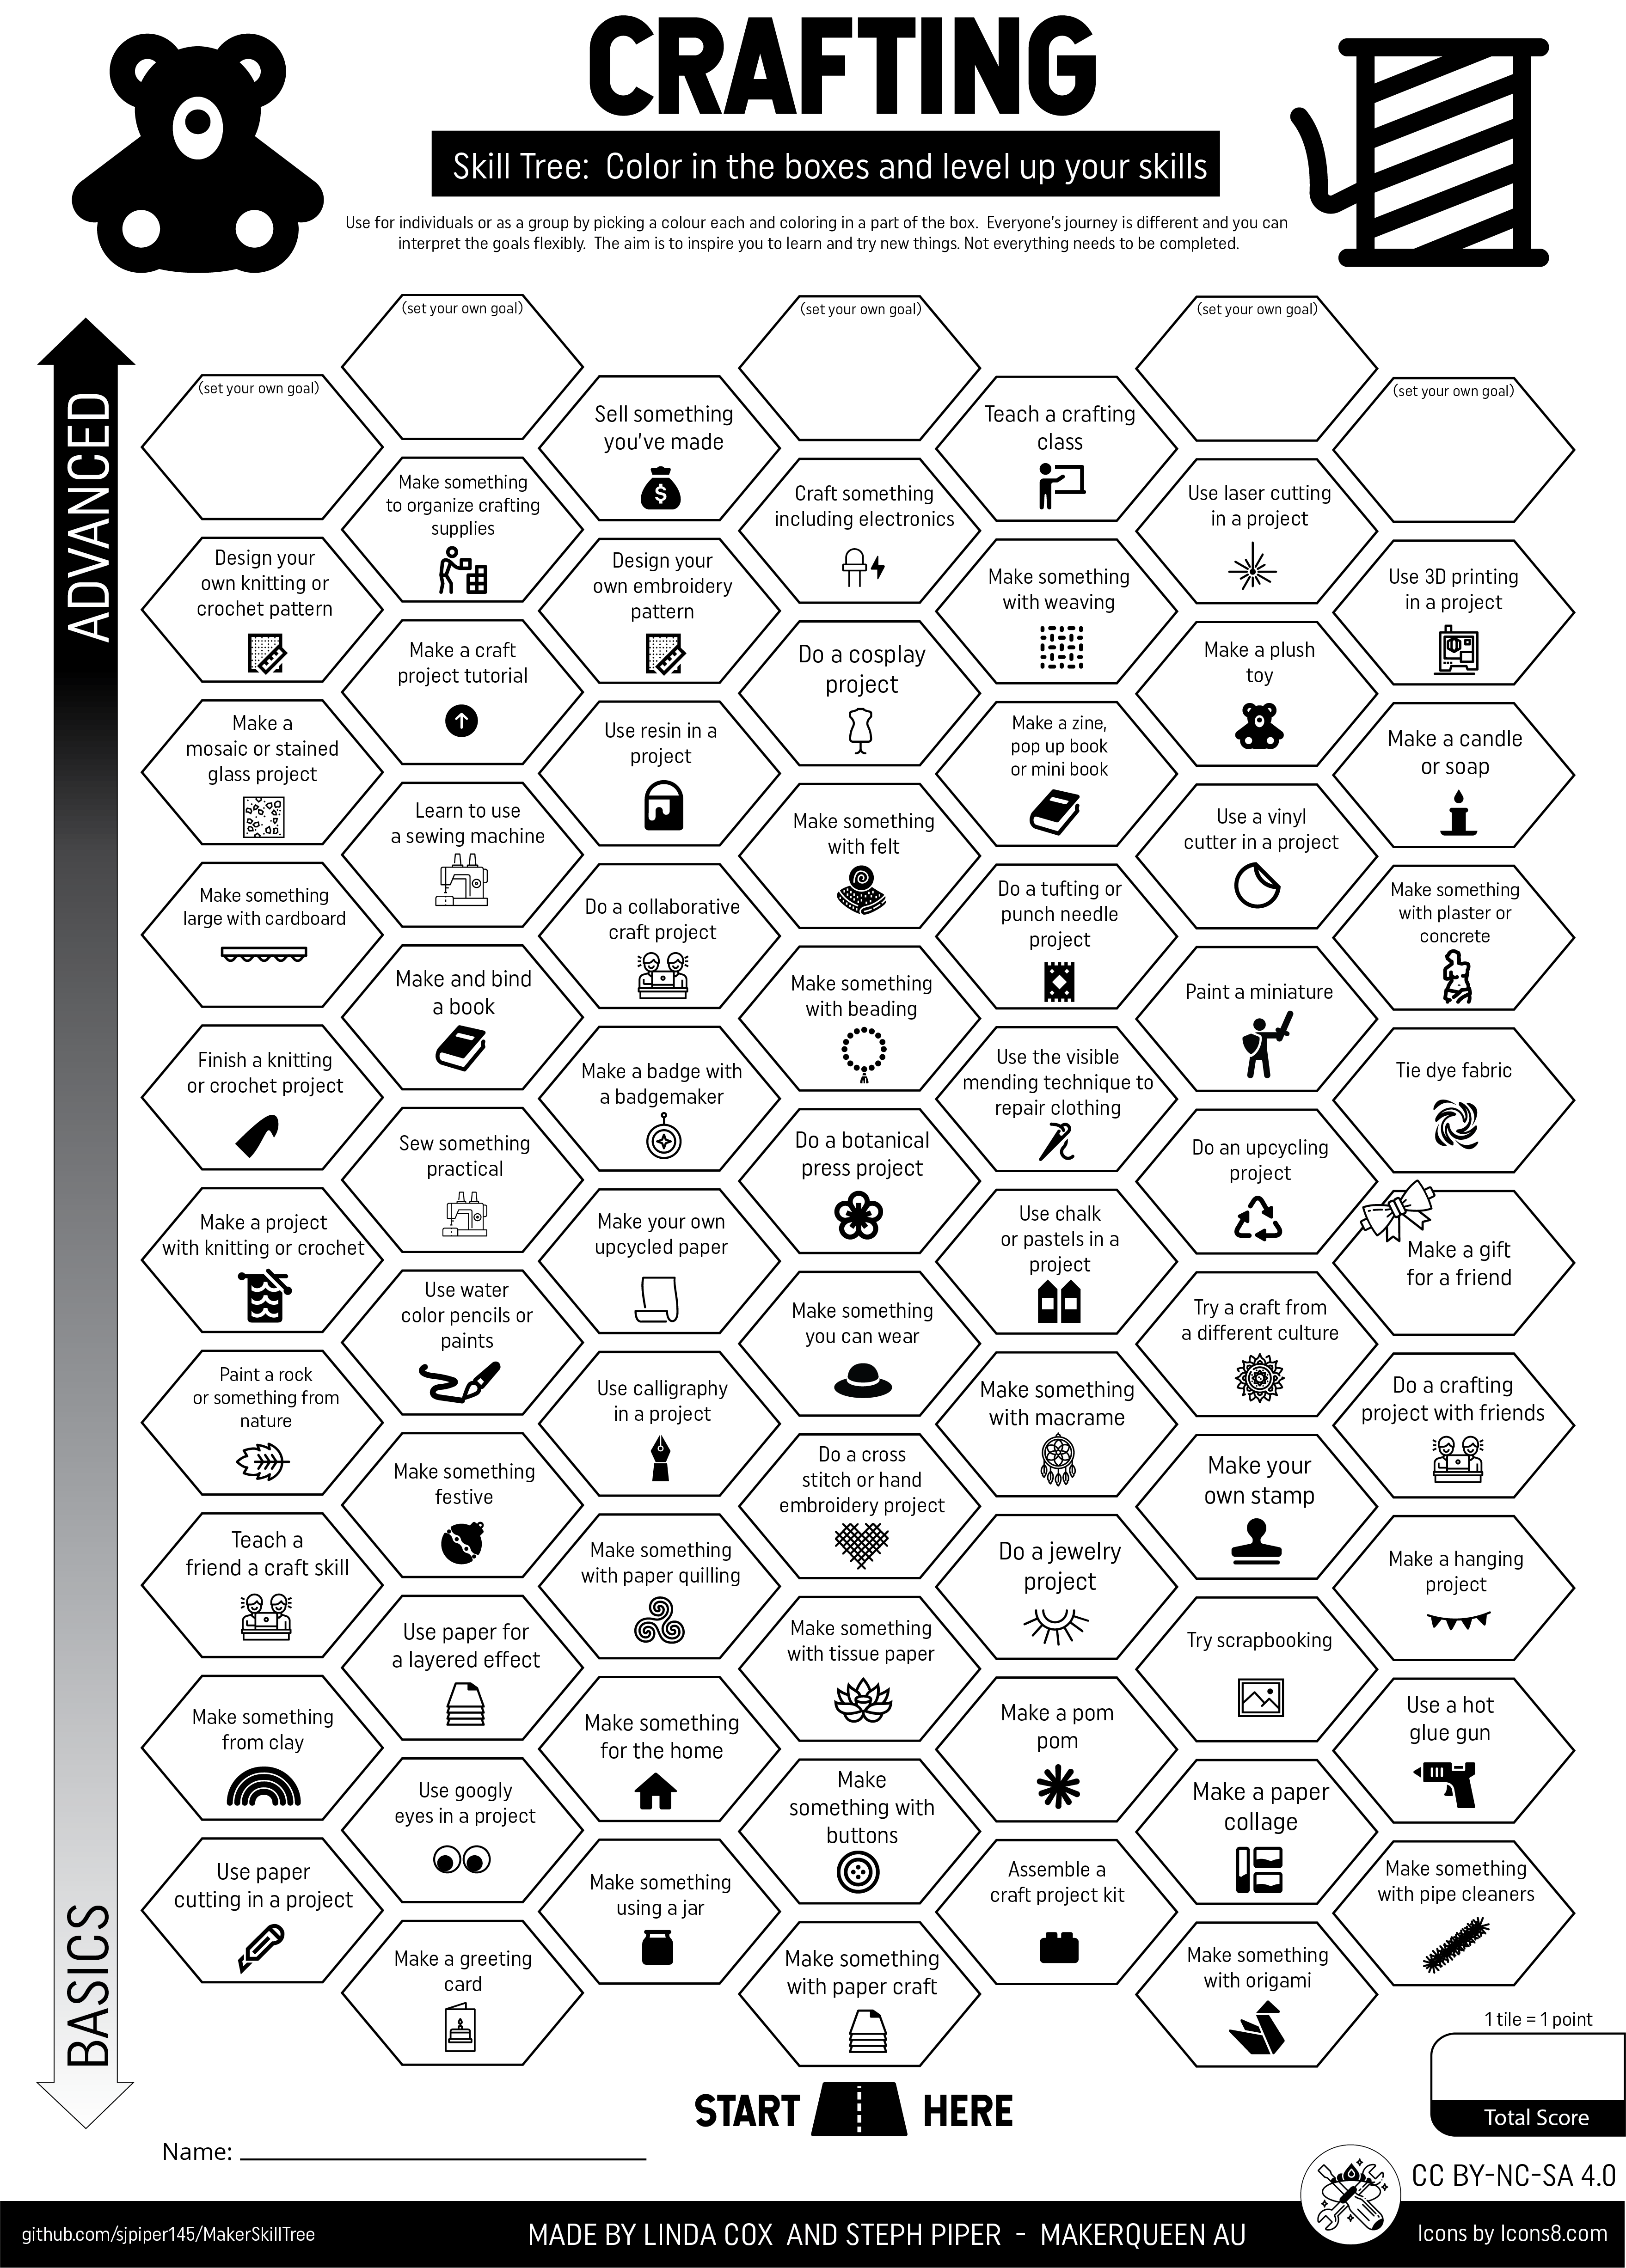 CRAFTING
Skill Tree:  Color in the boxes and level up your skills
Use for individuals or as a group by picking a colour each and coloring in a part of the box.  Everyone's journey is different and you can
interpret the goals flexibly.  The aim is to inspire you to learn and try new things. Not everything needs to be completed.
ADVANCED
BASICS
(set your own goal)
(set your own goal)
(set your own goal)
(set your own goal)
(set your own goal)
Sell something
you've made
Teach a crafting
class
Make something
to organize crafting
supplies
Craft something
including electronics
Use laser cutting
in a project
Design your
own knitting or
crochet pattern
Design your
own embroidery
pattern
Make something
with weaving
Use 3D printing
in a project
Make a craft
project tutorial
Do a cosplay
project
Make a plush
toy
Make a
mosaic or stained
glass project
Use resin in a
project
Make a zine,
pop up book
or mini book
Make a candle
or soap
Learn to use
a sewing machine
Make something
with felt
Use a vinyl
cutter in a project
Make something
large with cardboard
Do a collaborative
craft project
Do a tufting or
punch needle
project
Make something
with plaster or
concrete
Make and bind
a book
Make something
with beading
Paint a miniature
Finish a knitting
or crochet project
Make a badge with
a badgemaker
Use the visible
mending technique to
repair clothing
Tie dye fabric
Sew something
practical
Do a botanical
press project
Do an upcycling
project
Make a project
with knitting or crochet
Make your own
upcycled paper
Use chalk
or pastels in a
project
Make a gift
for a friend
Use water
color pencils or
paints
Make something
you can wear
Try a craft from
a different culture
Paint a rock
or something from
nature
Use calligraphy
in a project
Make something
with macrame
Do a crafting
project with friends
Make something
festive
Do a cross
stitch or hand
embroidery project
Make your
own stamp
Teach a
friend a craft skill
Make something
with paper quilling
Do a jewelry
project
Make a hanging
project
Use paper for
a layered effect
Make something
with tissue paper
Try scrapbooking
Make something
from clay
Make something
for the home
Make a pom
pom
Use a hot
glue gun
Use googly
eyes in a project
Make
something with
buttons
Make a paper
collage
Use paper
cutting in a project
Make something
using a jar
Assemble a
craft project kit
Make something
with pipe cleaners
Make a greeting
card
Make something
with paper craft
Make something
with origami
1 tile = 1 point
Total Score
START HERE
Name:
CC BY-NC-SA 4.0
github.com/sjpiper145/MakerSkillTree
MADE BY LINDA COX  AND STEPH PIPER  -  MAKERQUEEN AU
Icons by Icons8.com